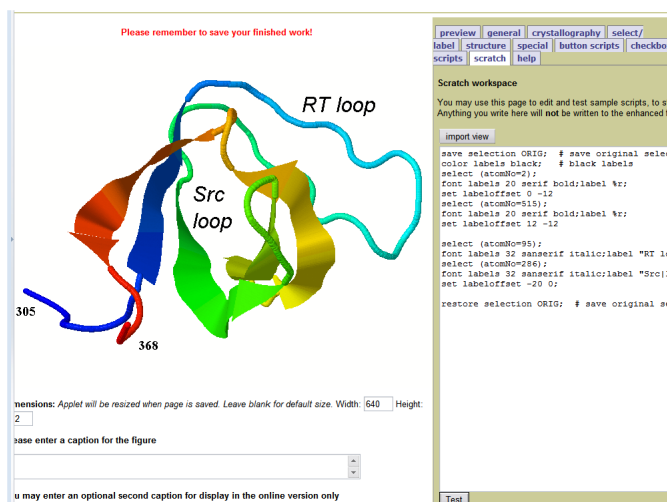 Please remember to save your finished work!
RT loop
Src
loop
305
368
mensions: Applet will be resized when page is saved. Leave blank for default size. Width: 640 Height:
2
ease enter a caption for the figure
u may enter an optional second caption for display in the online version only
preview general crystallography select/
label structure special button scripts checkbo
scripts scratch help
Scratch workspace
You may use this page to edit and test sample scripts, to s
Anything you write here will not be written to the enhanced f
import view
save selection ORIG;  # save original selec
color labels black;   # black labels
select (atomNo=2);
font labels 20 serif bold;label %r;
set labeloffset 0 -12
select (atomNo=515);
font labels 20 serif bold;label %r;
set labeloffset 12 -12
select (atomNo=95);
font labels 32 sanserif italic;label "RT lo
select (atomNo=286);
font labels 32 sanserif italic;label "Src|
set labeloffset -20 0;
restore selection ORIG;  # save original se
Test